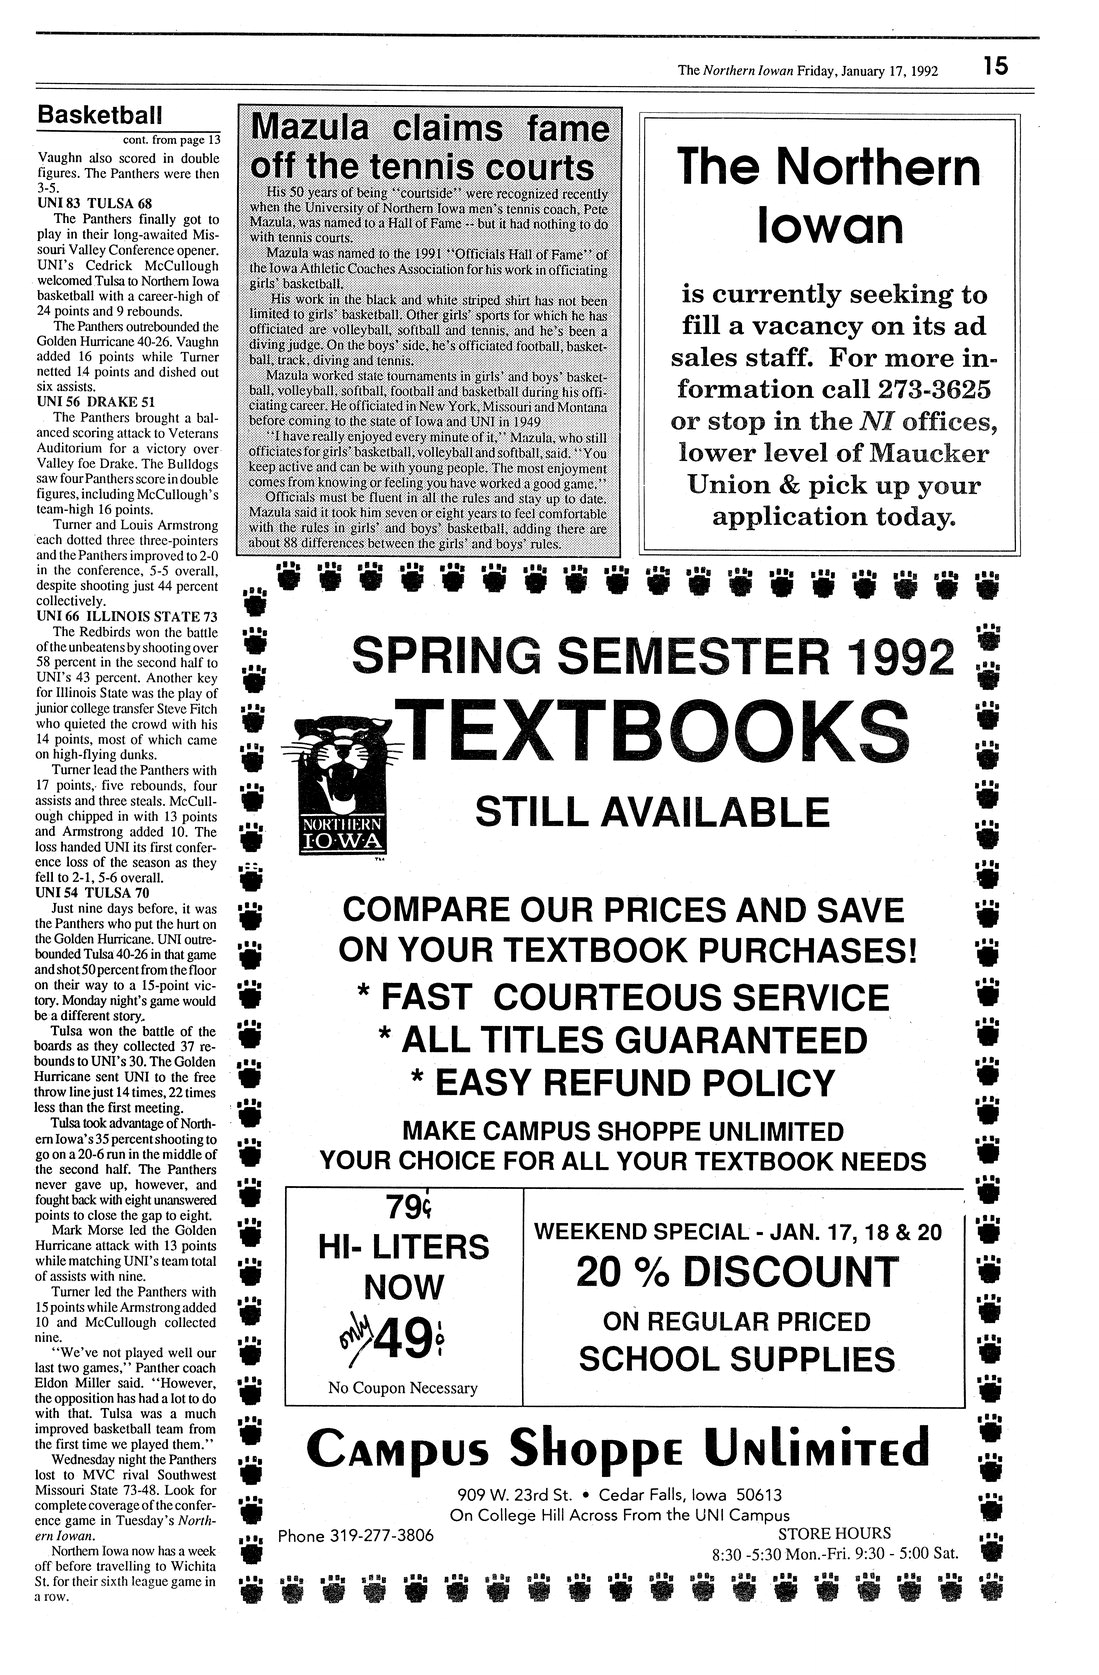 The Northern Iowan Friday, January 17, 1992 15
Basketball
cont. from page 13
Vaughn also scored in double
figures. The Panthers were then
3-5.
UNI 83 TULSA 68
The Panthers finally got to
play in their long-awaited Mis-
souri Valley Conference opener.
UNI's Cedrick McCullough
welcomed Tulsa to Northern Iowa
basketball with a career-high of
24 points and 9 rebounds.
The Panthers outrebounded the
Golden Hurricane 40-26. Vaughn
added 16 points while Turner
netted 14 points and dished out
six assists.
UNI 56 DRAKE 51
The Panthers brought a bal-
anced scoring attack to Veterans
Auditorium for a victory over
Valley foe Drake. The Bulldogs
saw four Panthers score in double
figures, including McCullough's
team-high 16 points.
Turner and Louis Armstrong
each dotted three three-pointers
and the Panthers improved to 2-0
in the conference, 5-5 overall,
despite shooting just 44 percent
collectively.
UNI 66 ILLINOIS STATE 73
The Redbirds won the battle
of the unbeatens by shooting over
58 percent in the second half to
UNI's 43 percent. Another key
for Illinois State was the play of
junior college transfer Steve Fitch
who quieted the crowd with his
14 points, most of which came
on high-flying dunks.
Turner lead the Panthers with
17 points, five rebounds, four
assists and three steals. McCull-
ough chipped in with 13 points
and Armstrong added 10. The
loss handed UNI its first confer-
ence loss of the season as they
fell to 2-1, 5-6 overall.
UNI 54 TULSA 70
Just nine days before, it was
the Panthers who put the hurt on
the Golden Hurricane. UNI outre-
bounded Tulsa 40-26 in that game
and shot 50 percent from the floor
on their way to a 15-point vic-
tory. Monday night's game would
be a different story.
Tulsa won the battle of the
boards as they collected 37 re-
bounds to UNI's 30. The Golden
Hurricane sent UNI to the free
throw line just 14 times, 22 times
less than the first meeting.
Tulsa took advantage of North-
ern Iowa's 35 percent shooting to
go on a 20-6 run in the middle of
the second half. The Panthers
never gave up, however, and
fought back with eight unanswered
points to close the gap to eight.
Mark Morse led the Golden
Hurricane attack with 13 points
while matching UNI's team total
of assists with nine.
Turner led the Panthers with
15 points while Armstrong added
10 and McCullough collected
nine.
"We've not played well our
last two games," Panther coach
Eldon Miller said. "However,
the opposition has had a lot to do
with that. Tulsa was a much
improved basketball team from
the first time we played them."
Wednesday night the Panthers
lost to MVC rival Southwest
Missouri State 73-48. Look for
complete coverage of the confer-
ence game in Tuesday's North-
ern Iowan.
Northern Iowa now has a week
off before travelling to Wichita
St. for their sixth league game in
a row.
Mazula claims fame
off the tennis courts
His 50 years of being "courtside" were recognized recently
when the University of Northern Iowa men's tennis coach, Pete
Mazula, was named to a Hall of Fame -- but it had nothing to do
with tennis courts.
Mazula was named to the 1991 "Officials Hall of Fame" of
the Iowa Athletic Coaches Association for his work in officiating
girls' basketball.
His work in the black and white striped shirt has not been
limited to girls' basketball. Other girls' sports for which he has
officiated are volleyball, softball and tennis, and he's been a
diving judge. On the boys' side, he's officiated football, basket-
ball, track, diving and tennis.
Mazula worked state tournaments in girls' and boys' basket-
ball, volleyball, softball, football and basketball during his offi-
ciating career. He officiated in New York, Missouri and Montana
before coming to the state of Iowa and UNI in 1949
"I have really enjoyed every minute of it," Mazula, who still
officiates for girls' basketball, volleyball and softball, said. "You
keep active and can be with young people. The most enjoyment
comes from knowing or feeling you have worked a good game."
Officials must be fluent in all the rules and stay up to date.
Mazula said it took him seven or eight years to feel comfortable
with the rules in girls' and boys' basketball, adding there are
about 88 differences between the girls' and boys' rules.
The Northern
Iowan
is currently seeking to
fill a vacancy on its ad
sales staff. For more in-
formation call 273-3625
or stop in the NI offices,
lower level of Maucker
Union & pick up your
application today.
SPRING SEMESTER 1992
TEXTBOOKS
STILL AVAILABLE
NORTHERN
IOWA
TM
COMPARE OUR PRICES AND SAVE
ON YOUR TEXTBOOK PURCHASES!
* FAST COURTEOUS SERVICE
* ALL TITLES GUARANTEED
* EASY REFUND POLICY
MAKE CAMPUS SHOPPE UNLIMITED
YOUR CHOICE FOR ALL YOUR TEXTBOOK NEEDS
79¢
HI- LITERS
NOW
only 49¢
No Coupon Necessary
WEEKEND SPECIAL - JAN. 17, 18 & 20
20 % DISCOUNT
ON REGULAR PRICED
SCHOOL SUPPLIES
CAMPUS SHOPPE UNLIMITED
909 W. 23rd St. • Cedar Falls, Iowa 50613
On College Hill Across From the UNI Campus
Phone 319-277-3806
STORE HOURS
8:30 -5:30 Mon.-Fri. 9:30 - 5:00 Sat.